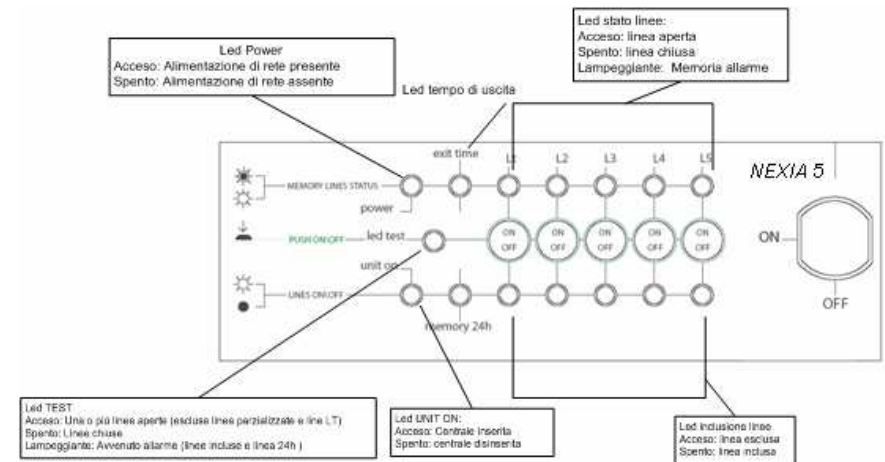 Led Power
Acceso: Alimentazione di rete presente
Spento: Alimentazione di rete assente
Led stato linee:
Acceso: linea aperta
Spento: linea chiusa
Lampeggiante: Memoria allarme
Led tempo di uscita
exit time
L1 L2 L3 L4 L5
NEXIA 5
MEMORY LINES STATUS
power
PUSH ON\OFF
led test
ON ON ON ON ON
OFF OFF OFF OFF OFF
ON
OFF
unit on
LINES ON\OFF
memory 24h
Led TEST
Acceso: Una o più linee aperte (escluse linee parzializzate e line LT)
Spento: Linee chiuse
Lampeggiante: Avvenuto allarme (linee incluse e linea 24h )
Led UNIT ON:
Acceso: Centrale inserita
Spento: centrale disinserita
Led inclusione linee
Acceso: linea esclusa
Spento: linea inclusa